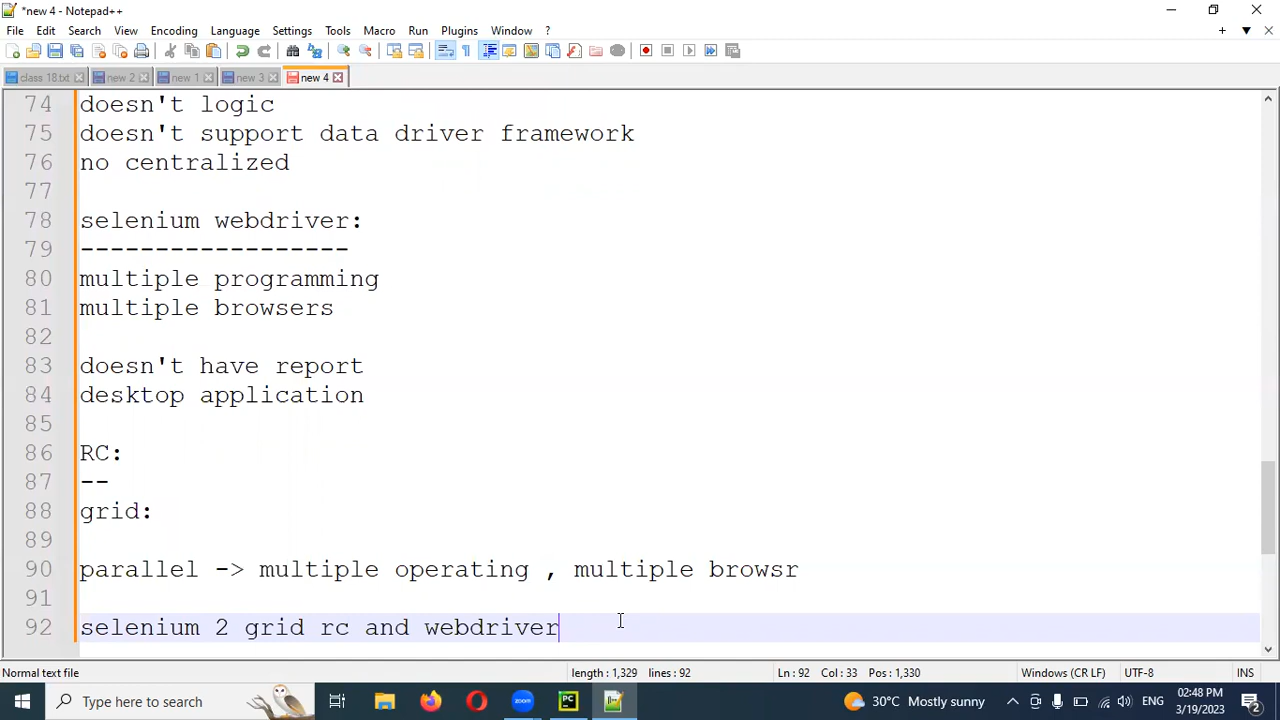 *new 4 - Notepad++
File Edit Search View Encoding Language Settings Tools Macro Run Plugins Window ?
class 18.txt new 2 new 1 new 3 new 4
74 doesn't logic
75 doesn't support data driver framework
76 no centralized
77
78 selenium webdriver:
79 ------------------
80 multiple programming
81 multiple browsers
82
83 doesn't have report
84 desktop application
85
86 RC:
87 --
88 grid:
89
90 parallel -> multiple operating , multiple browsr
91
92 selenium 2 grid rc and webdriver
Normal text file length : 1,329 lines : 92 Ln : 92 Col : 33 Pos : 1,330 Windows (CR LF) UTF-8 INS
Type here to search zoom PC 30°C Mostly sunny 02:48 PM
3/19/2023 2